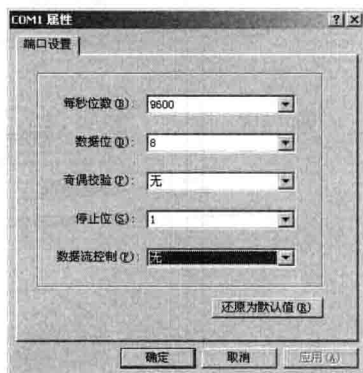 COM1 属性
端口设置
每秒位数(B): 9600
数据位(D): 8
奇偶校验(P): 无
停止位(S): 1
数据流控制(F): 无
还原为默认值(R)
确定 取消 应用(A)